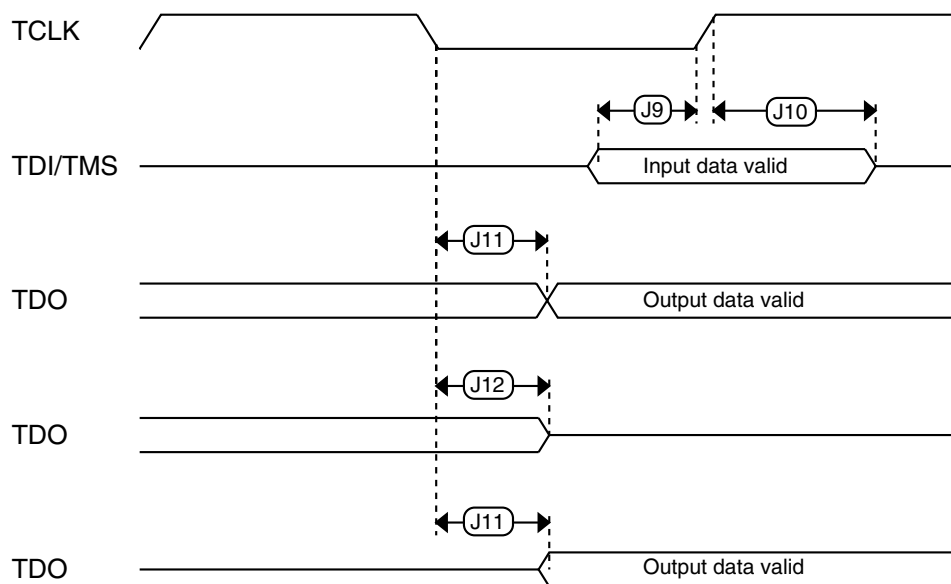 TCLK
J9
J10
TDI/TMS
Input data valid
J11
TDO
Output data valid
J12
TDO
J11
TDO
Output data valid